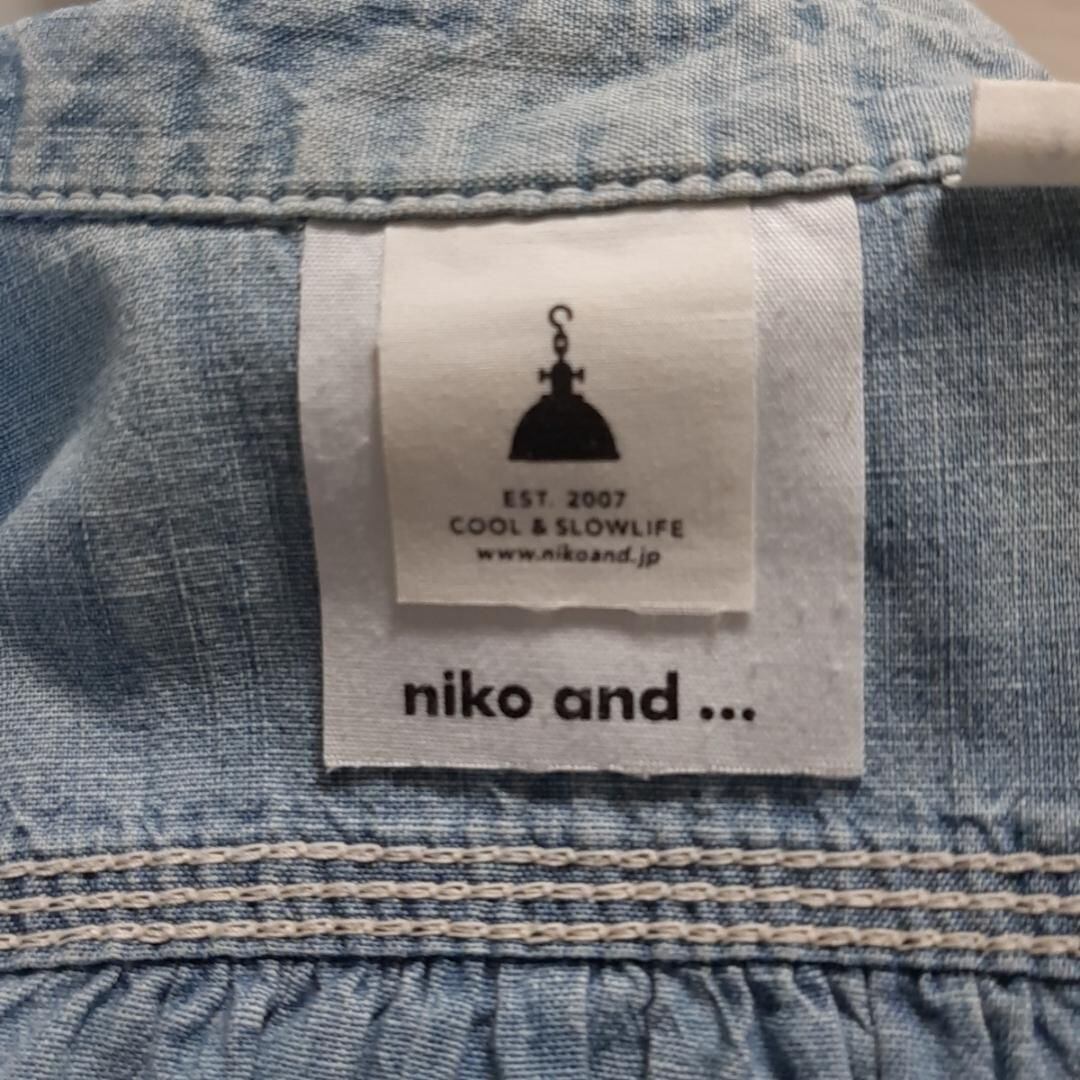 EST. 2007
COOL & SLOWLIFE
www.nikoand.jp
niko and ...